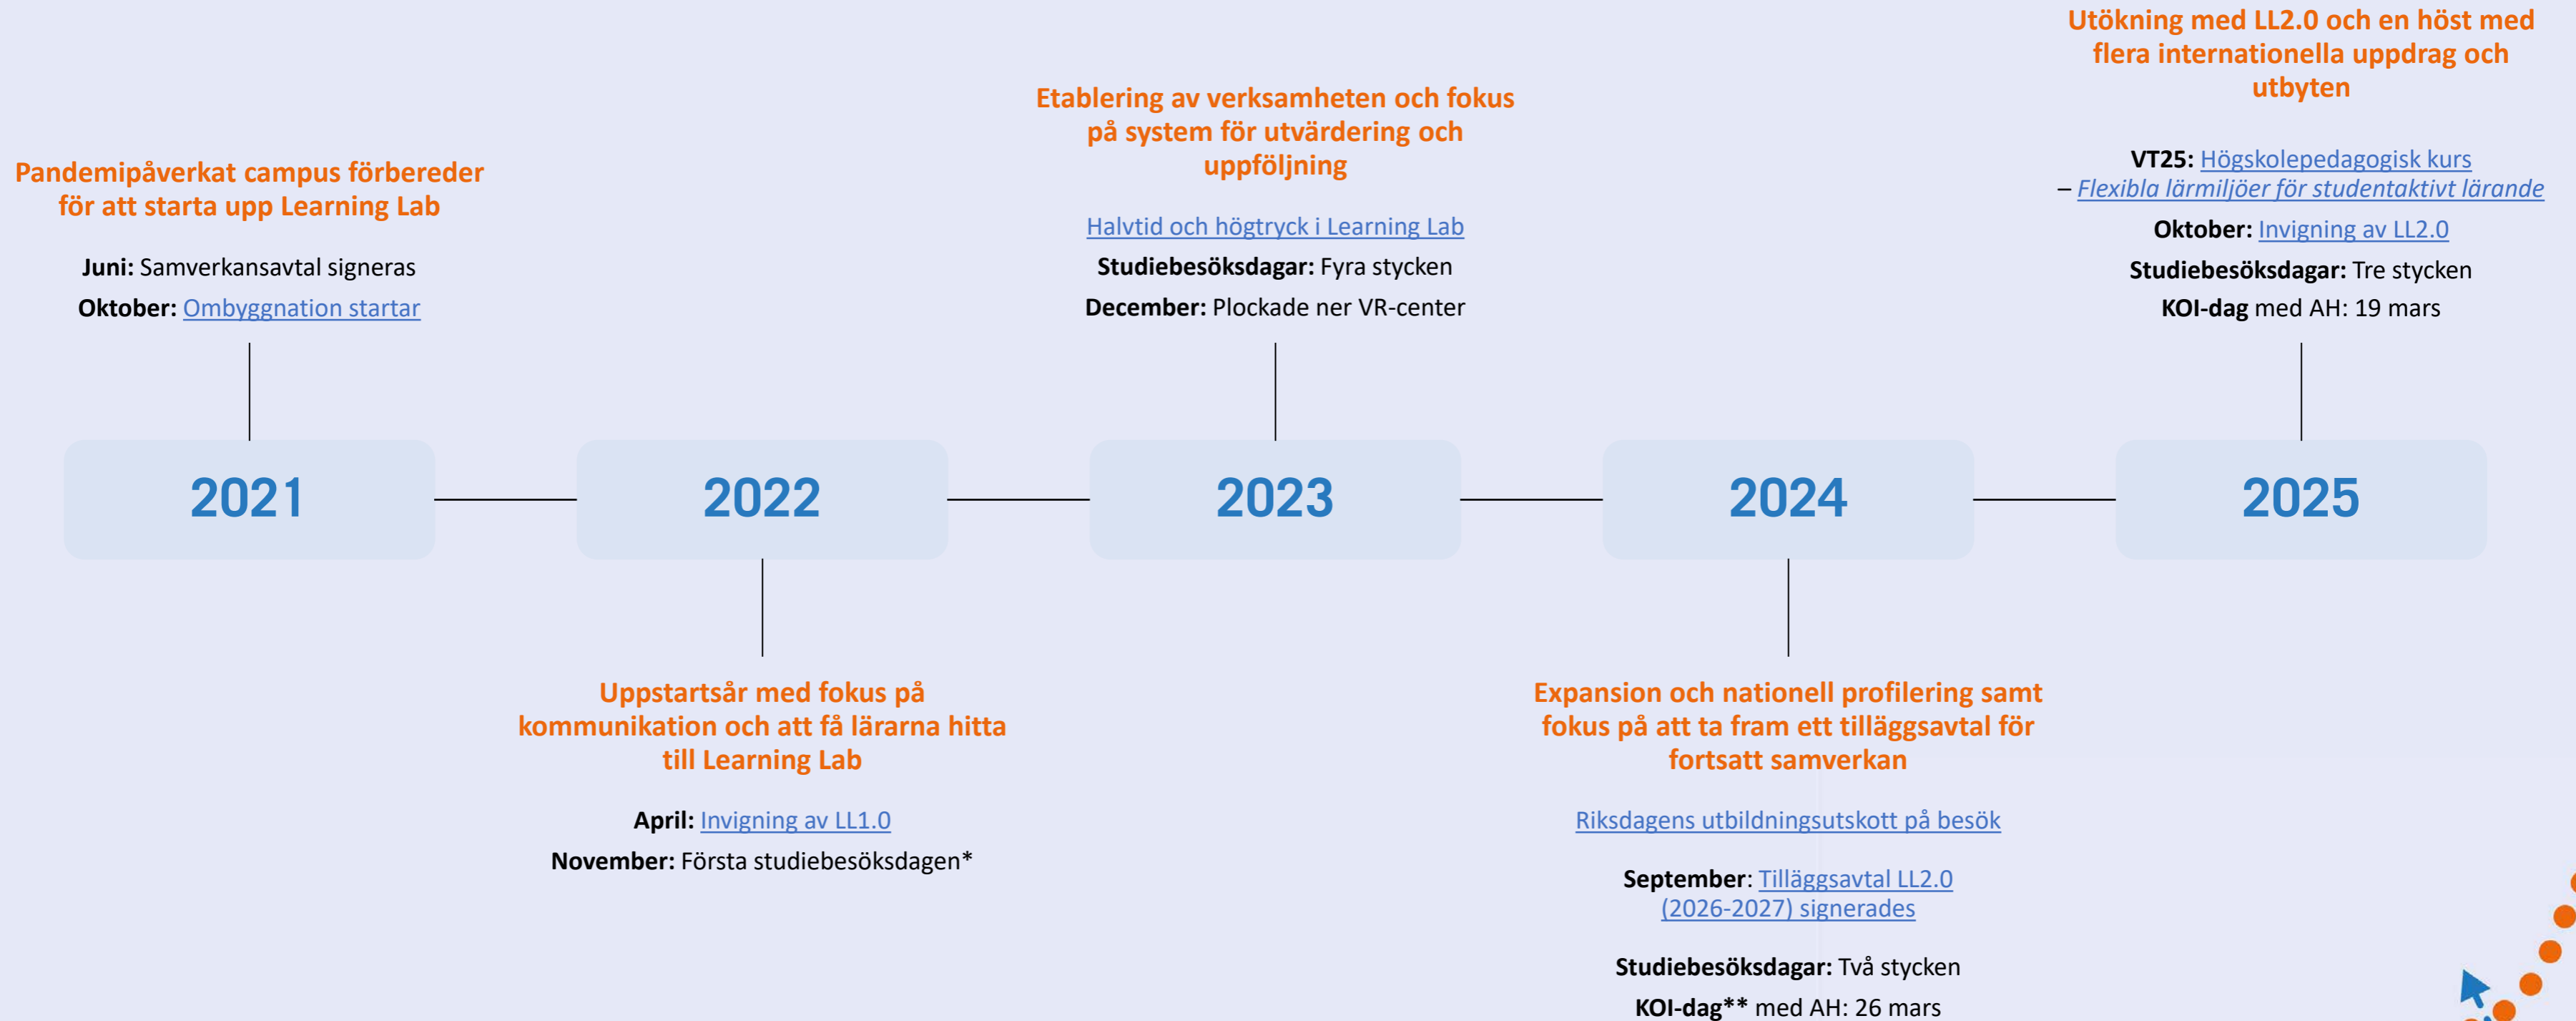 Pandemipåverkat campus förbereder
för att starta upp Learning Lab
Juni: Samverkansavtal signeras
Oktober: Ombyggnation startar
2021
2022
Uppstartsår med fokus på
kommunikation och att få lärarna hitta
till Learning Lab
April: Invigning av LL1.0
November: Första studiebesöksdagen*
Etablering av verksamheten och fokus
på system för utvärdering och
uppföljning
Halvtid och högtryck i Learning Lab
Studiebesöksdagar: Fyra stycken
December: Plockade ner VR-center
2023
2024
Expansion och nationell profilering samt
fokus på att ta fram ett tilläggsavtal för
fortsatt samverkan
Riksdagens utbildningsutskott på besök
September: Tilläggsavtal LL2.0
(2026-2027) signerades
Studiebesöksdagar: Två stycken
KOI-dag** med AH: 26 mars
Utökning med LL2.0 och en höst med
flera internationella uppdrag och
utbyten
VT25: Högskolepedagogisk kurs
– Flexibla lärmiljöer för studentaktivt lärande
Oktober: Invigning av LL2.0
Studiebesöksdagar: Tre stycken
KOI-dag med AH: 19 mars
2025